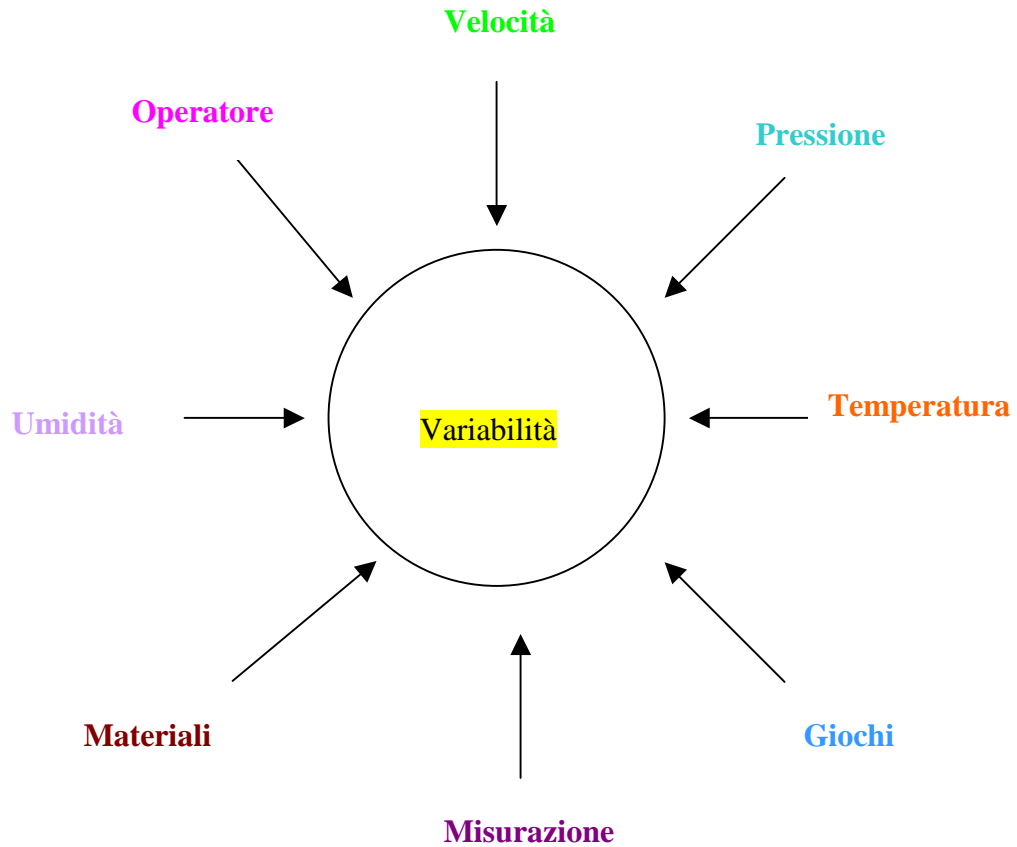 Velocità
Operatore
Pressione
Temperatura
Umidità
Variabilità
Materiali
Giochi
Misurazione